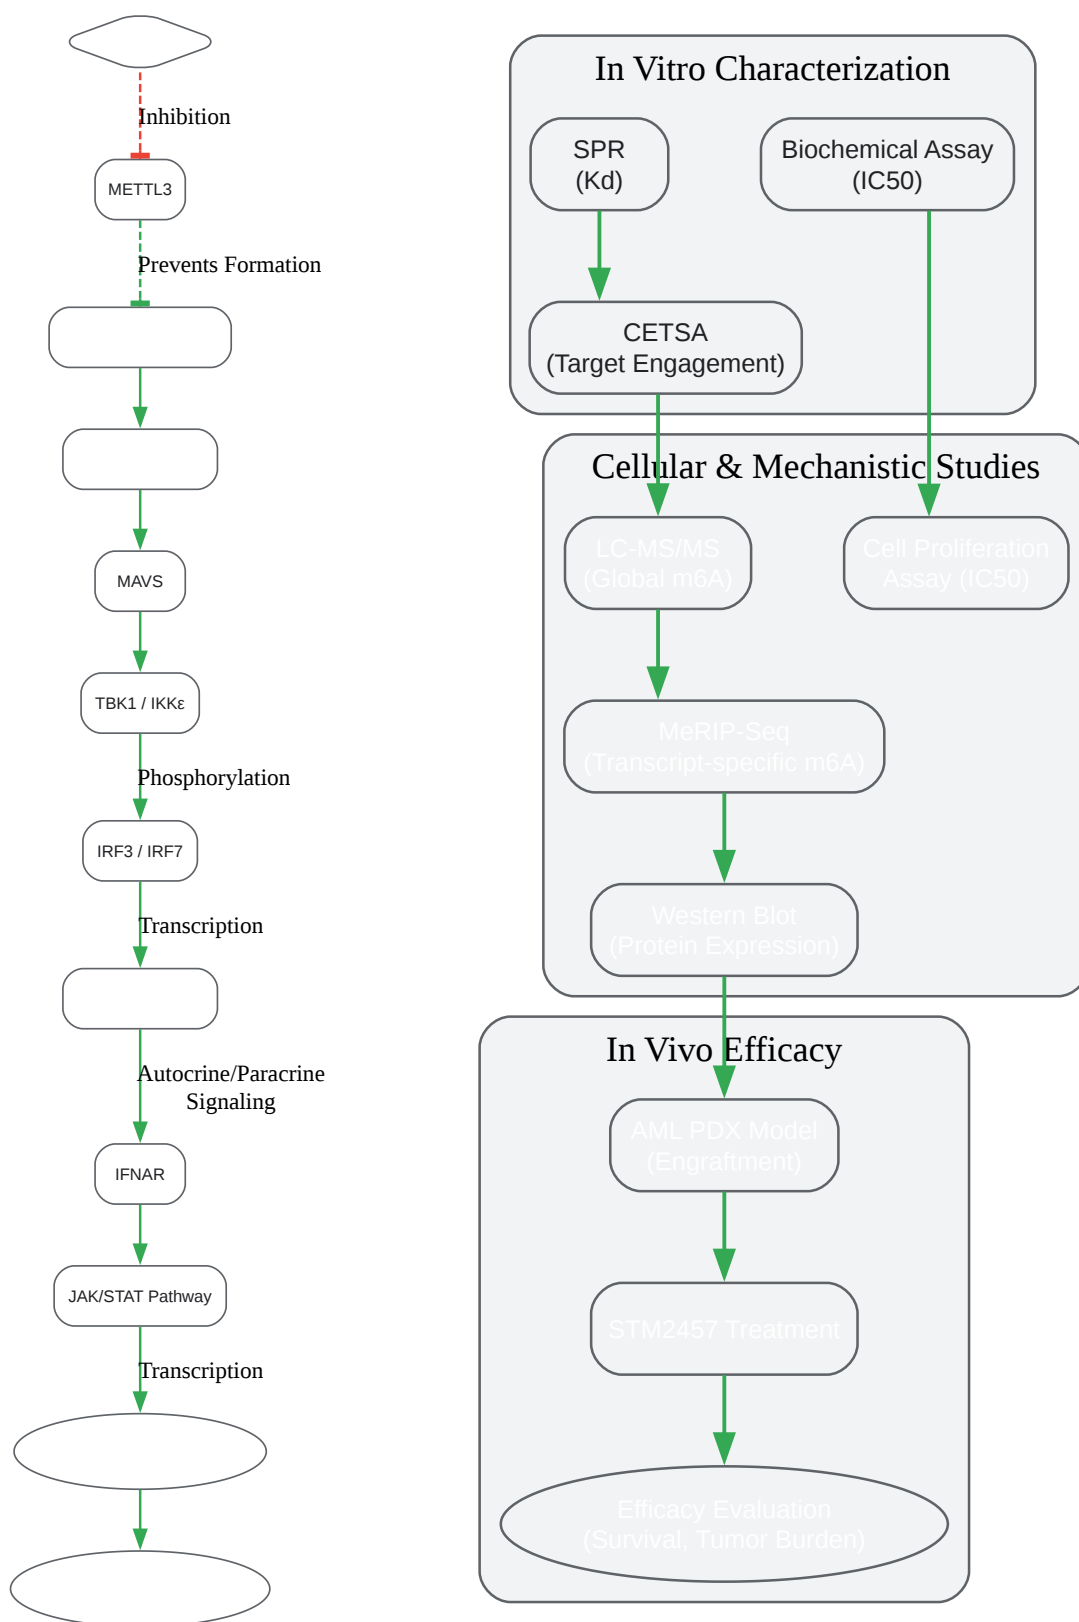 Inhibition
METTL3
Prevents Formation
MAVS
TBK1 / IKKε
Phosphorylation
IRF3 / IRF7
Transcription
Autocrine/Paracrine
Signaling
IFNAR
JAK/STAT Pathway
Transcription
In Vitro Characterization
SPR
(Kd)
Biochemical Assay
(IC50)
CETSA
(Target Engagement)
Cellular & Mechanistic Studies
LC-MS/MS
(Global m6A)
Cell Proliferation
Assay (IC50)
MeRIP-Seq
(Transcript-specific m6A)
Western Blot
(Protein Expression)
In Vivo Efficacy
AML PDX Model
(Engraftment)
STM2457 Treatment
Efficacy Evaluation
(Survival, Tumor Burden)